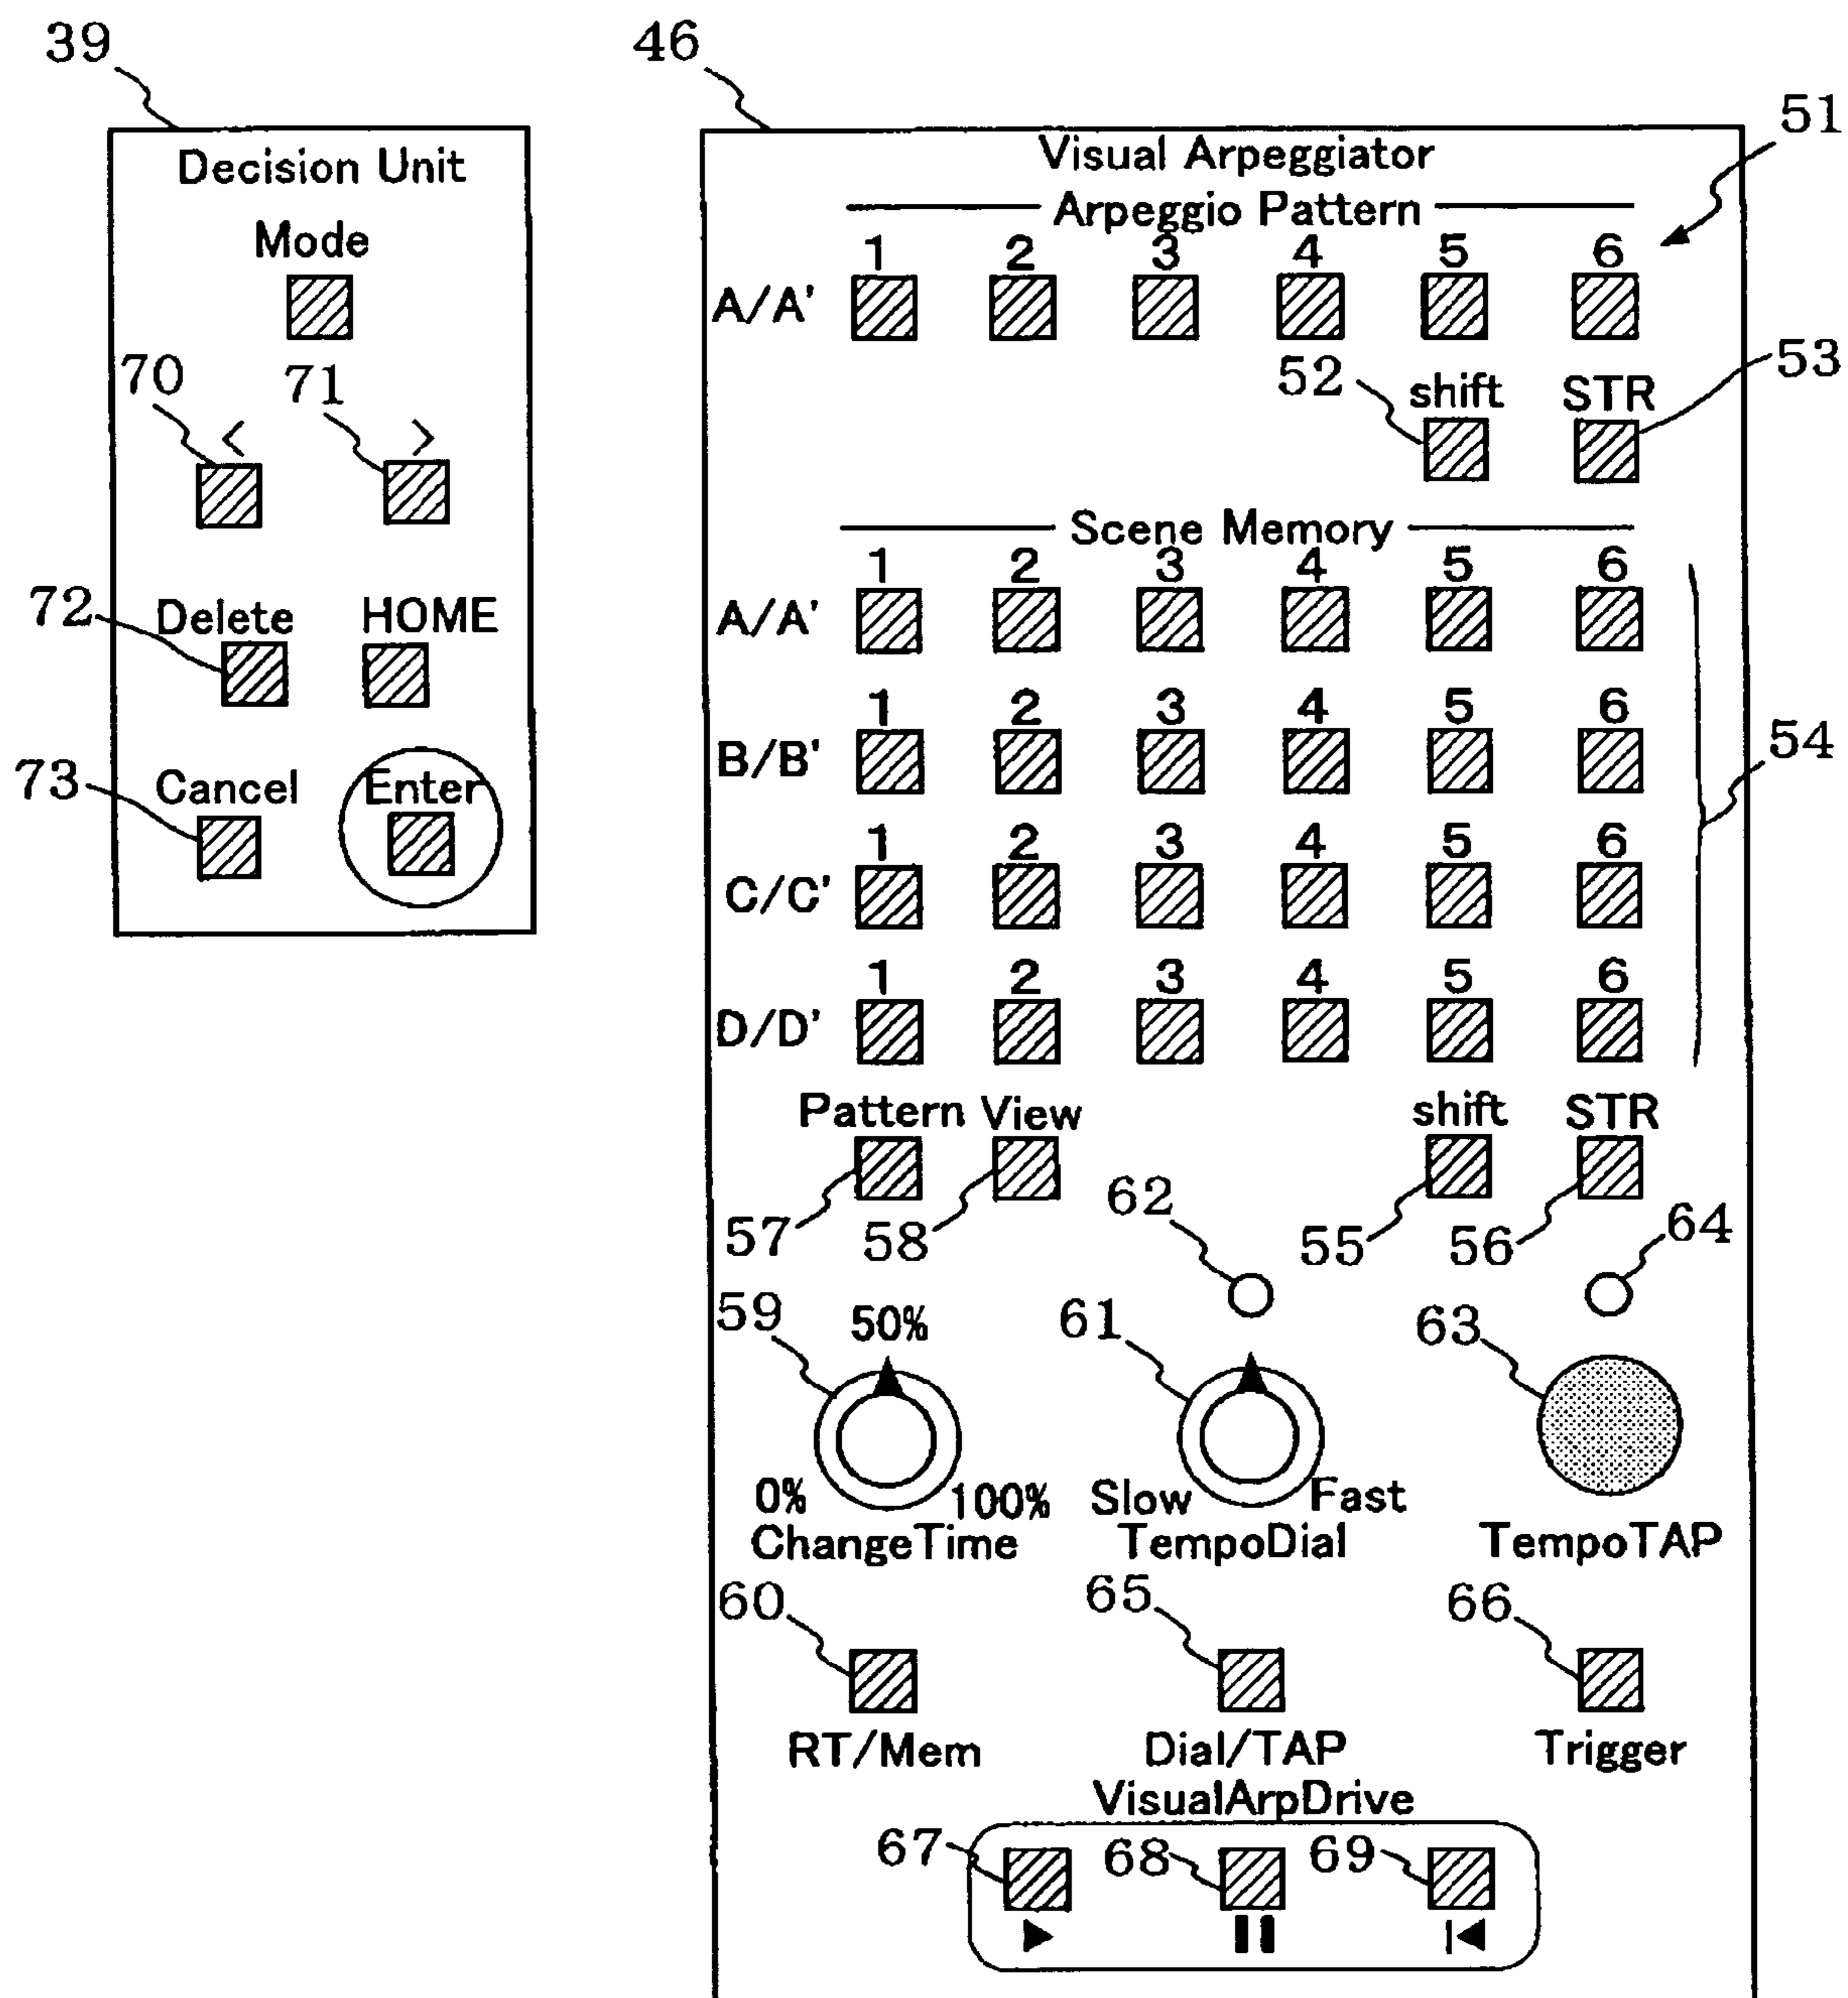 39
Decision Unit
Mode
70
71
<
>
72
Delete
HOME
73
Cancel
Enter
46
51
Visual Arpeggiator
Arpeggio Pattern
1 2 3 4 5 6
A/A'
52
shift
STR
53
Scene Memory
1 2 3 4 5 6
A/A'
1 2 3 4 5 6
B/B'
54
1 2 3 4 5 6
C/C'
1 2 3 4 5 6
D/D'
Pattern View
shift
STR
57
58
62
55
56
64
59
50%
61
63
0%
100%
Slow
Fast
ChangeTime
TempoDial
TempoTAP
60
65
66
RT/Mem
Dial/TAP
Trigger
VisualArpDrive
67
68
69